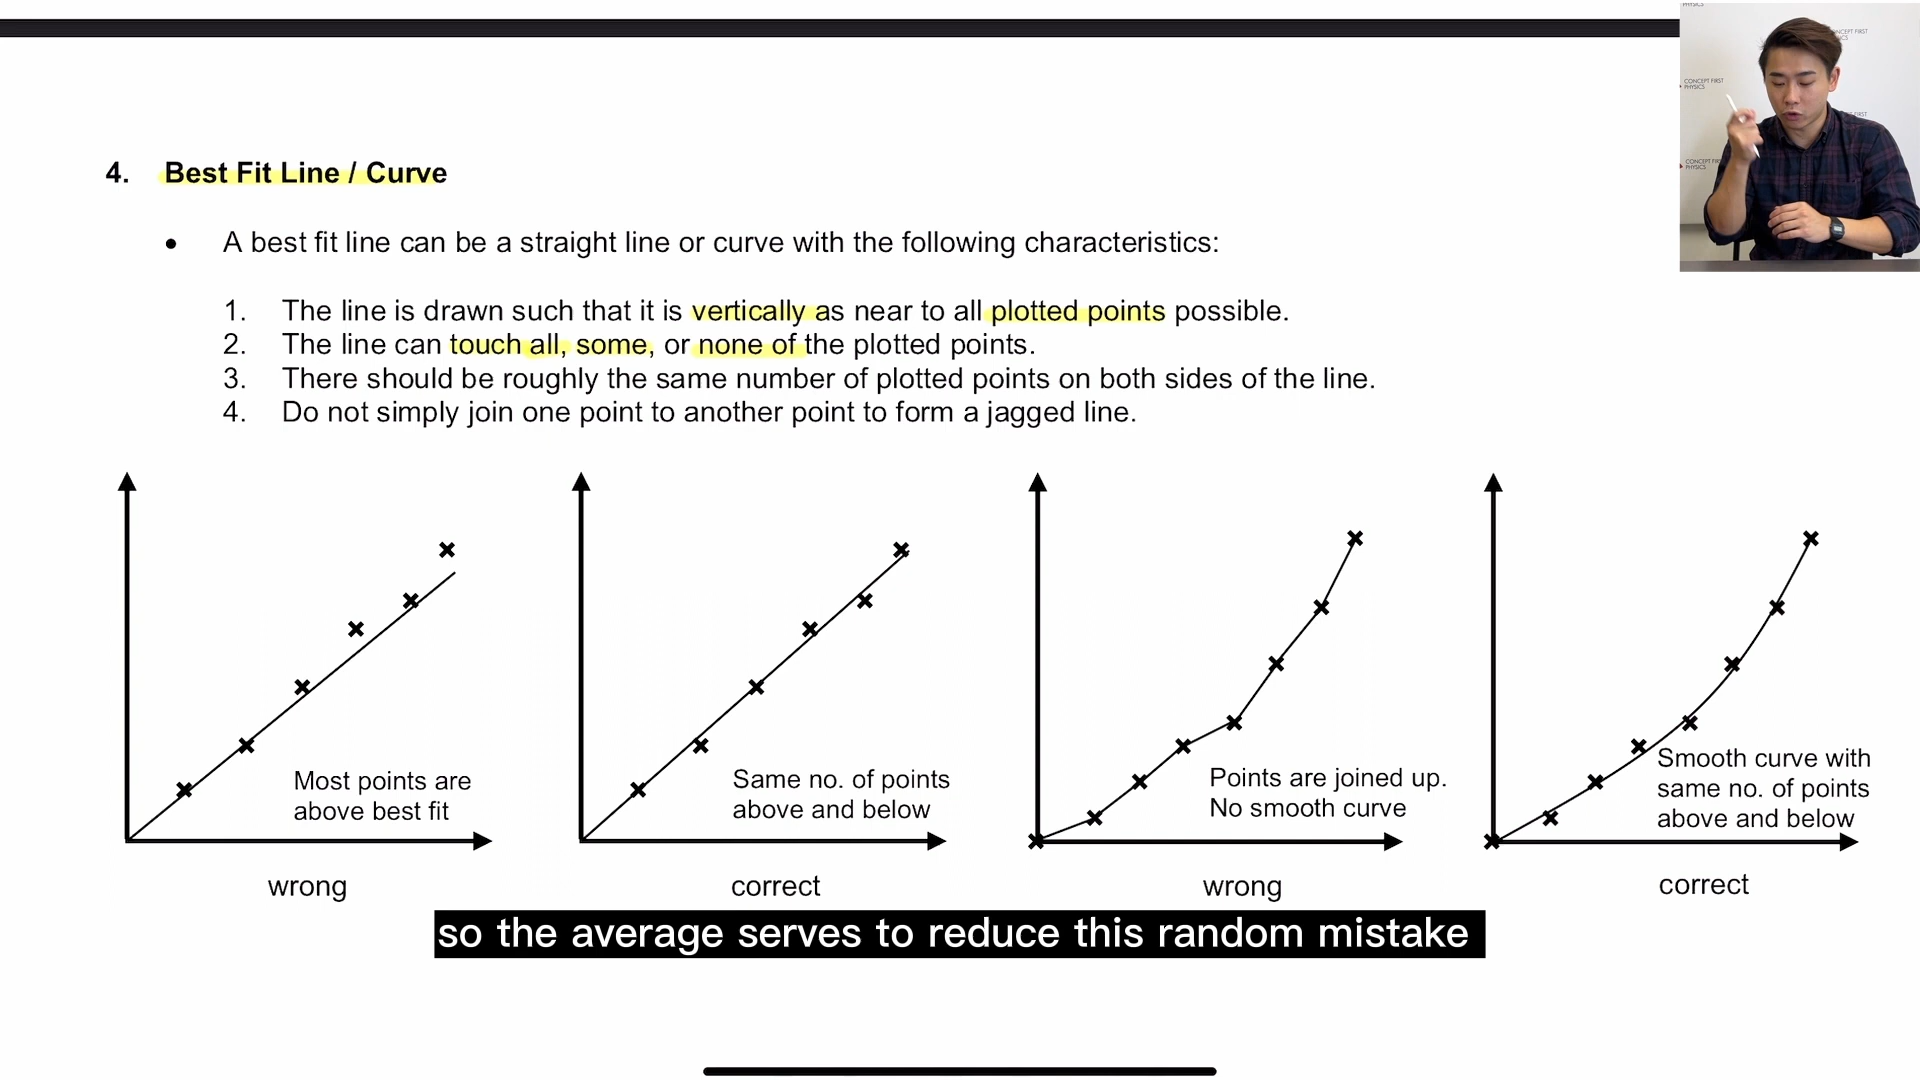 4. Best Fit Line / Curve
• A best fit line can be a straight line or curve with the following characteristics:
1. The line is drawn such that it is vertically as near to all plotted points possible.
2. The line can touch all, some, or none of the plotted points.
3. There should be roughly the same number of plotted points on both sides of the line.
4. Do not simply join one point to another point to form a jagged line.
Most points are
above best fit
wrong
Same no. of points
above and below
correct
Points are joined up.
No smooth curve
wrong
Smooth curve with
same no. of points
above and below
correct
so the average serves to reduce this random mistake
CONCEPT FIRST
PHYSICS